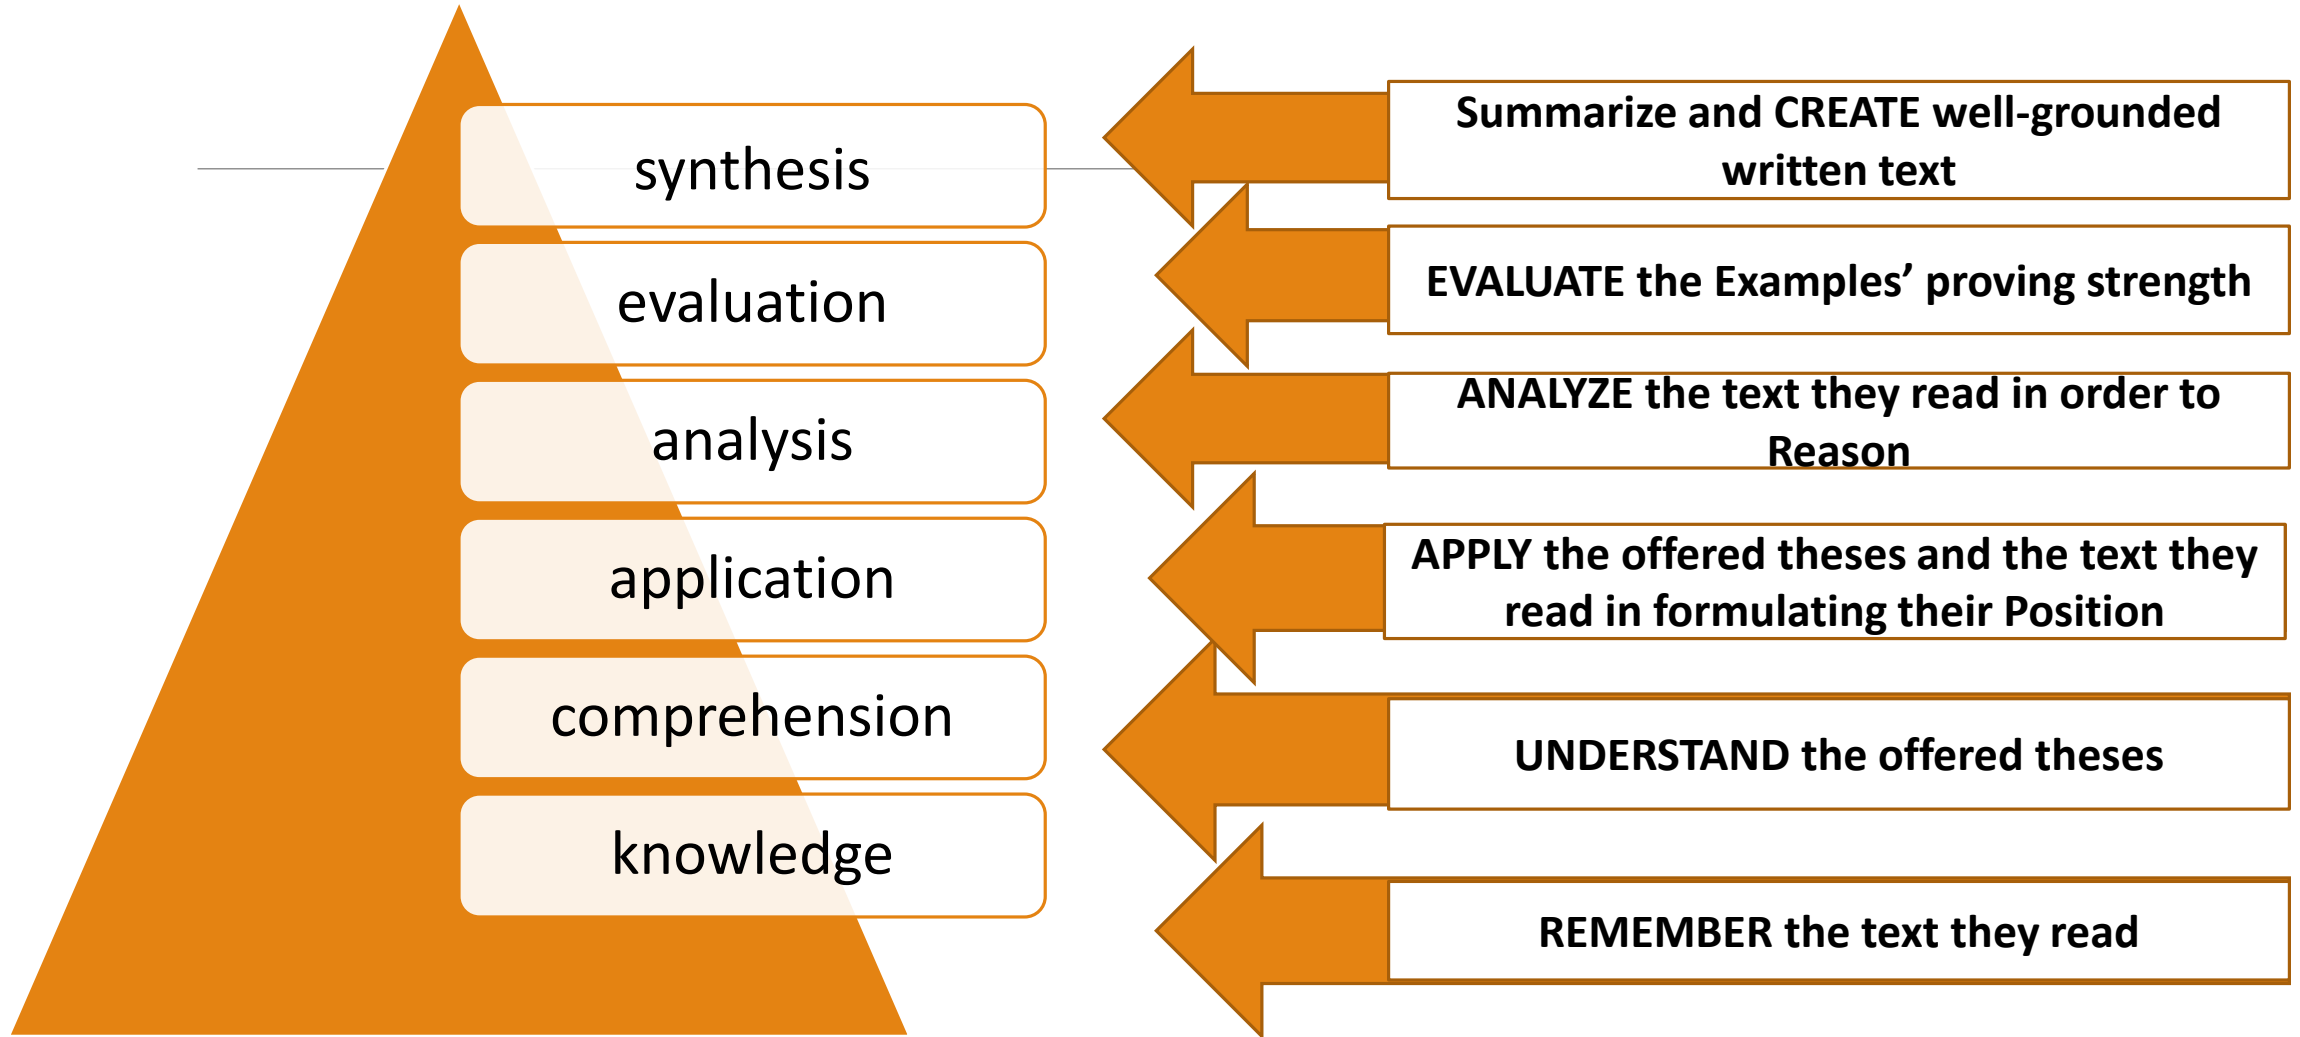 synthesis
Summarize and CREATE well-grounded
written text
evaluation
EVALUATE the Examples’ proving strength
analysis
ANALYZE the text they read in order to
Reason
application
APPLY the offered theses and the text they
read in formulating their Position
comprehension
UNDERSTAND the offered theses
knowledge
REMEMBER the text they read